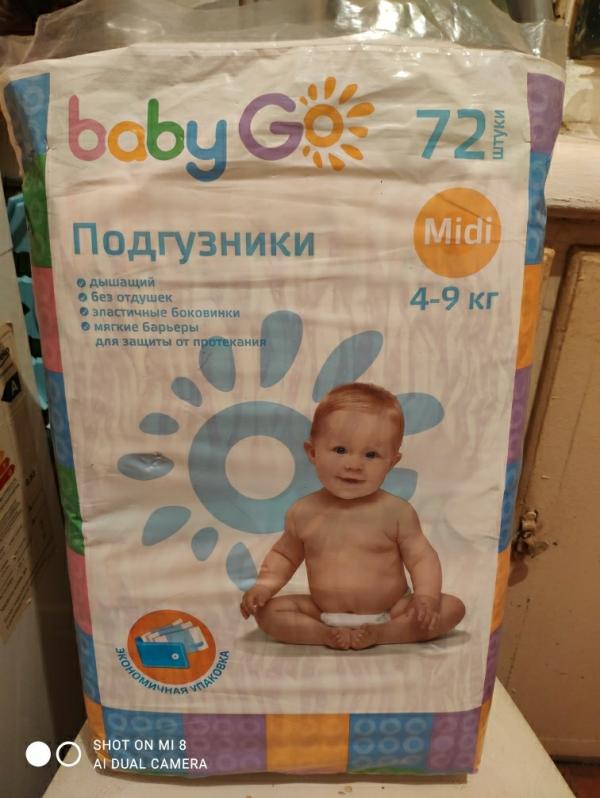 baby GO
72 штуки
Подгузники
Midi
4-9 кг
дышащий
без отдушек
эластичные боковинки
мягкие барьеры
для защиты от протекания
ЭКОНОМИЧНАЯ УПАКОВКА
SHOT ON MI 8
AI DUAL CAMERA